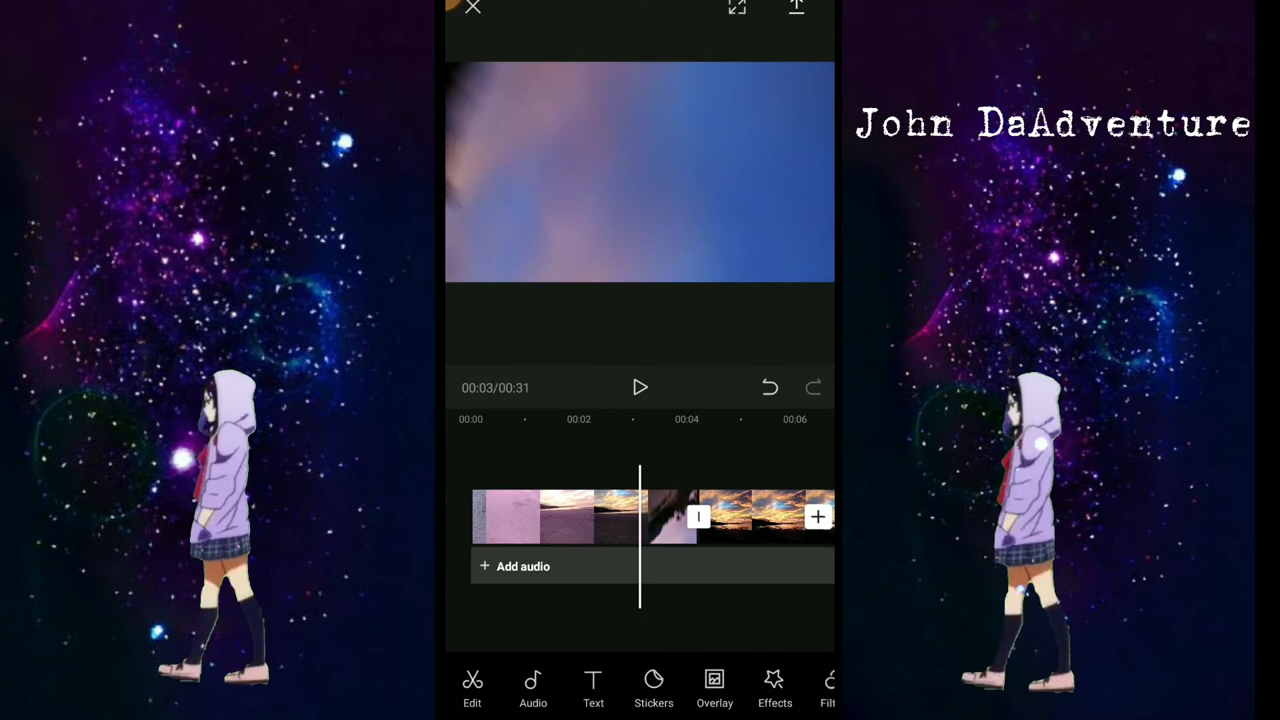 John DaAdventure
00:03/00:31
00:00
00:02
00:04
00:06
+ Add audio
Edit
Audio
Text
Stickers
Overlay
Effects
Filt